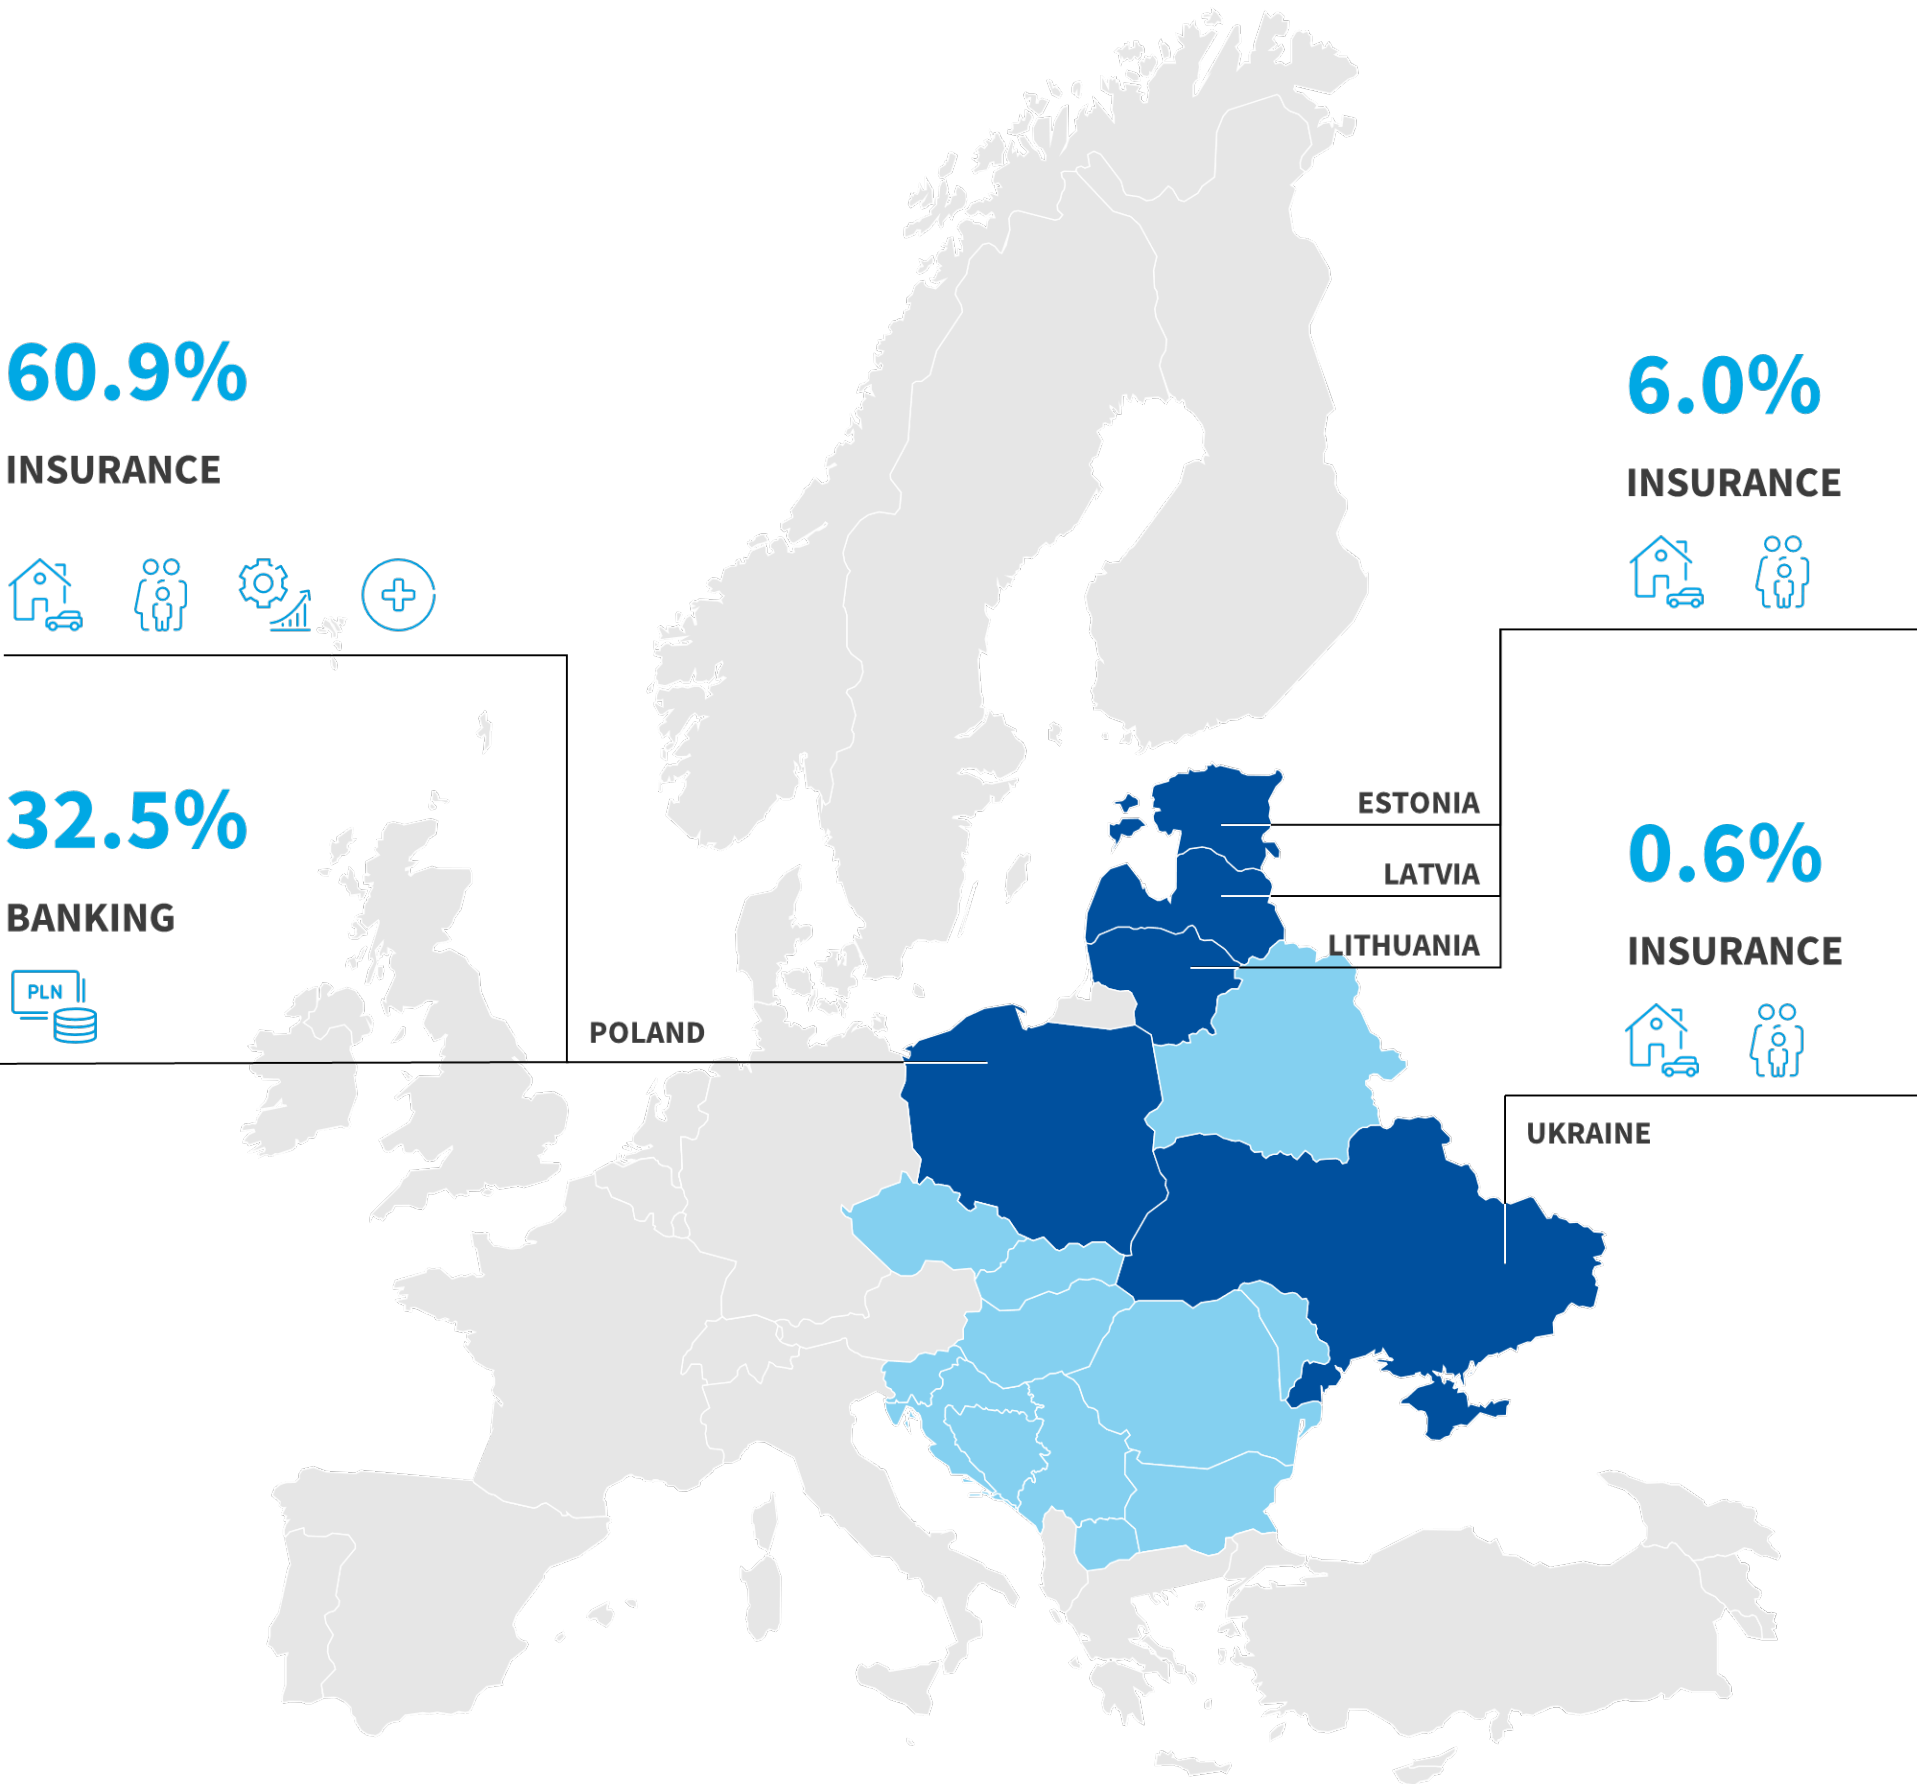 60.9%
INSURANCE
32.5%
BANKING
PLN
POLAND
6.0%
INSURANCE
ESTONIA
LATVIA
LITHUANIA
0.6%
INSURANCE
UKRAINE